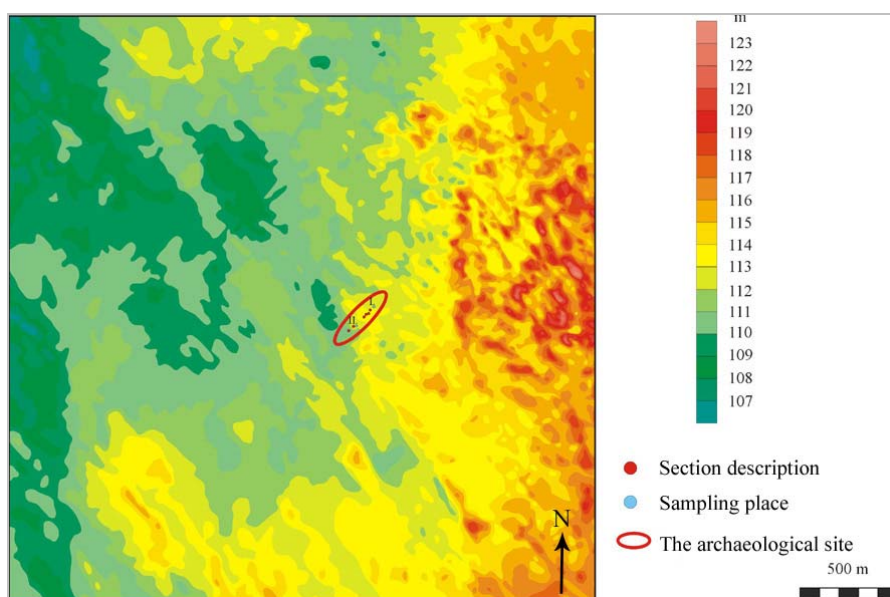 m
123
122
121
120
119
118
117
116
115
114
113
112
111
110
109
108
107
I.
II.
Section description
Sampling place
The archaeological site
N
500 m